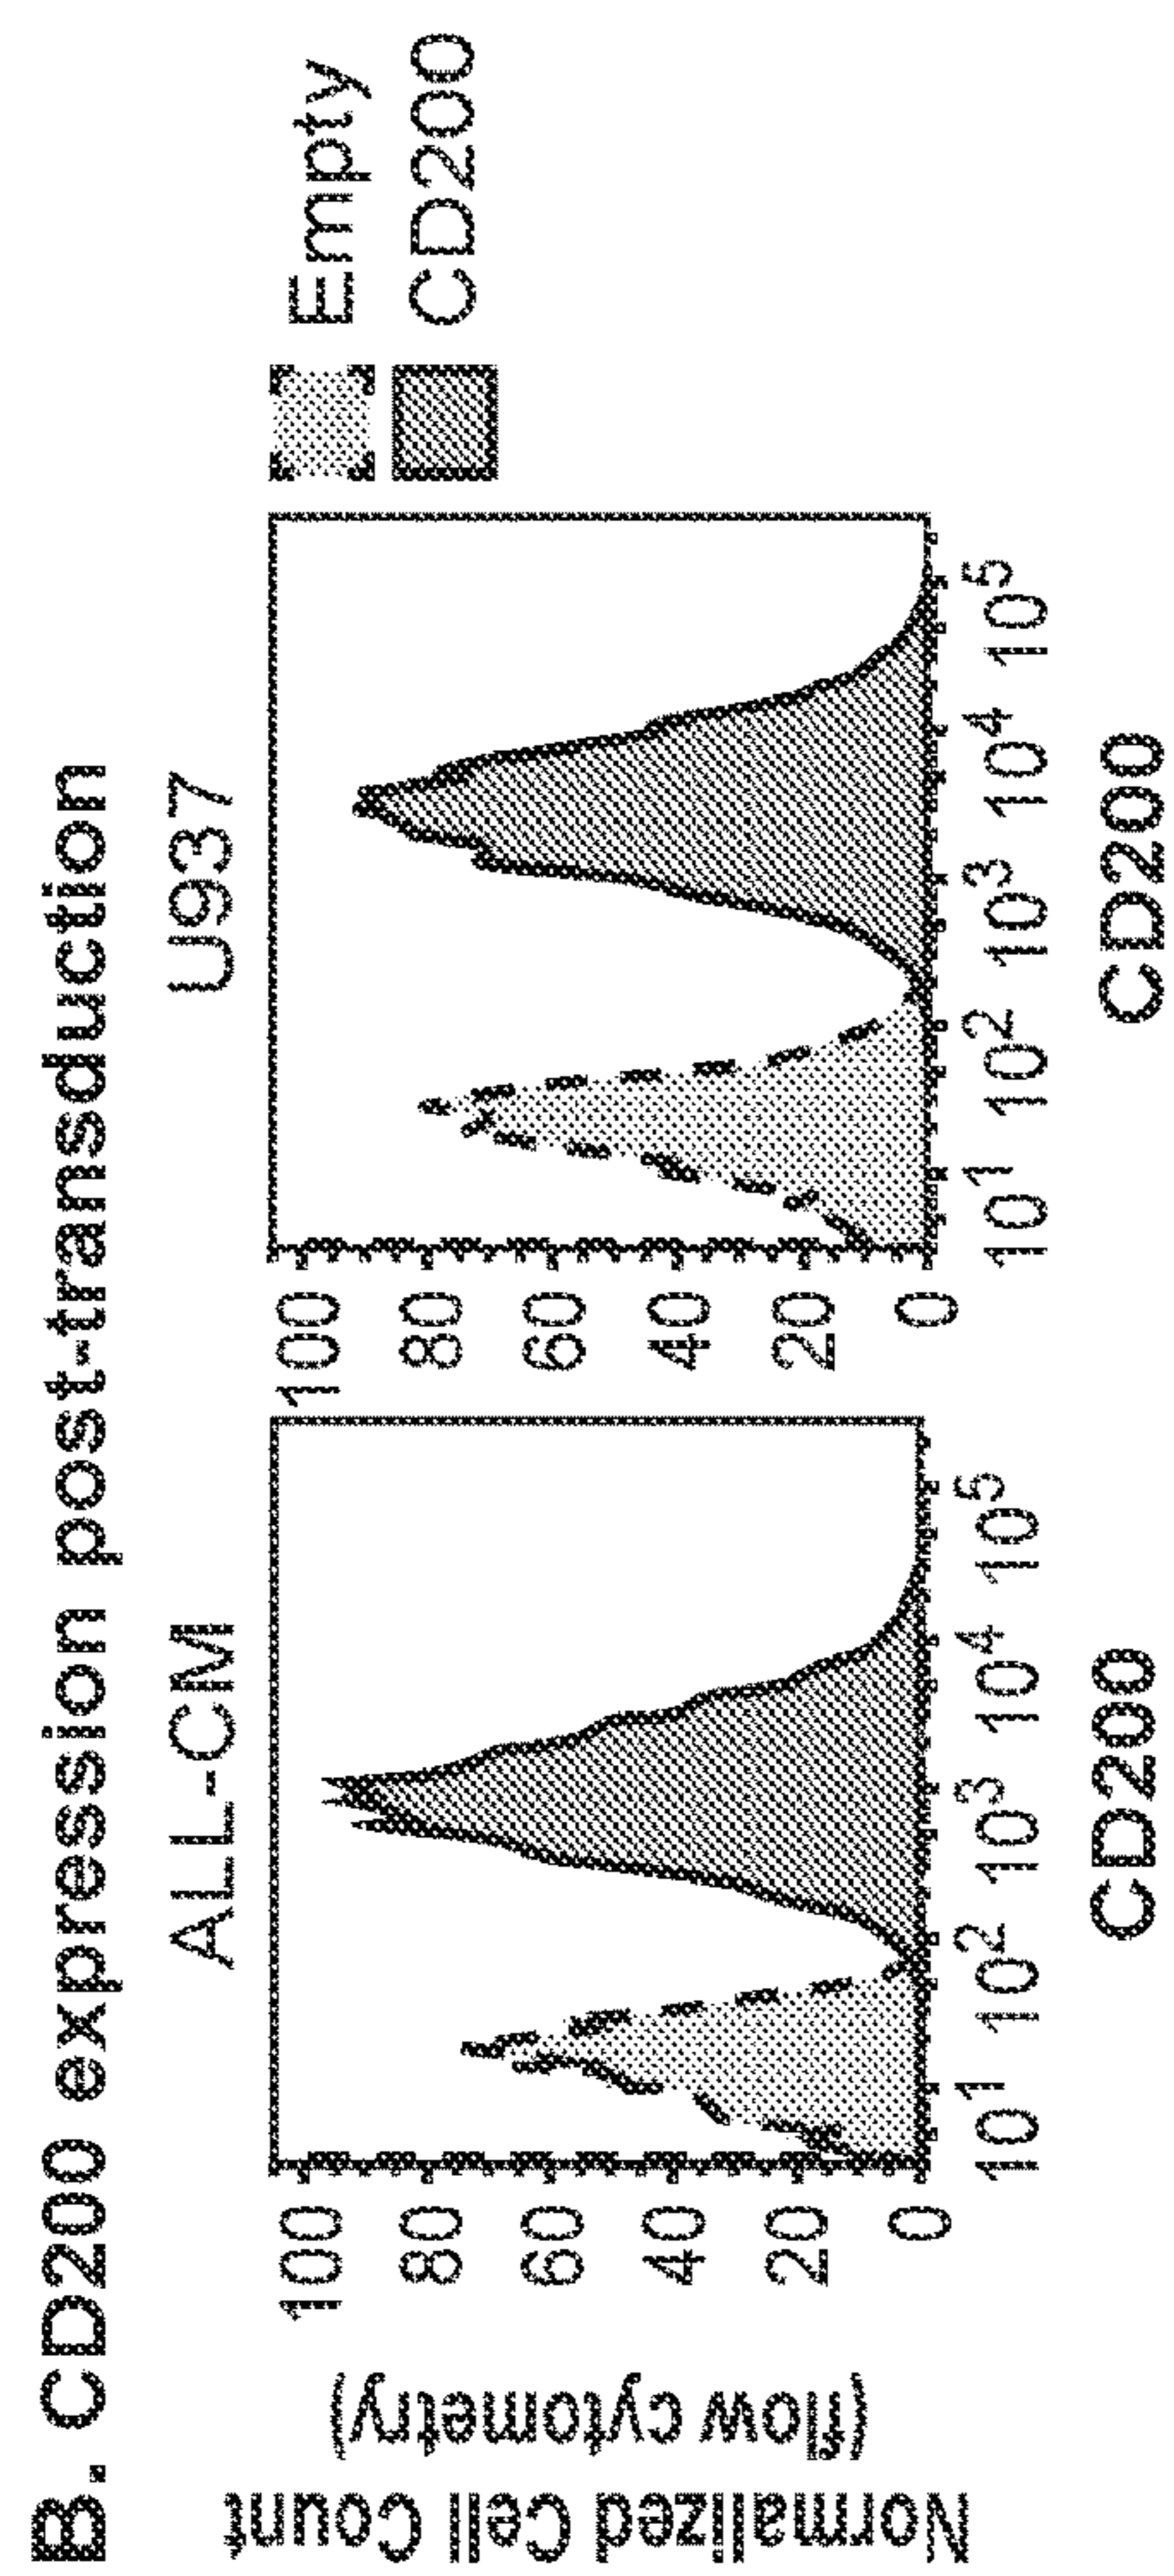 B. CD200 expression post-transduction
ALL-CM
U937
Empty
CD200
Normalized Cell Count
(flow cytometry)
100
80
60
40
20
0
10¹ 10² 10³ 10⁴ 10⁵
CD200
100
80
60
40
20
0
10¹ 10² 10³ 10⁴ 10⁵
CD200